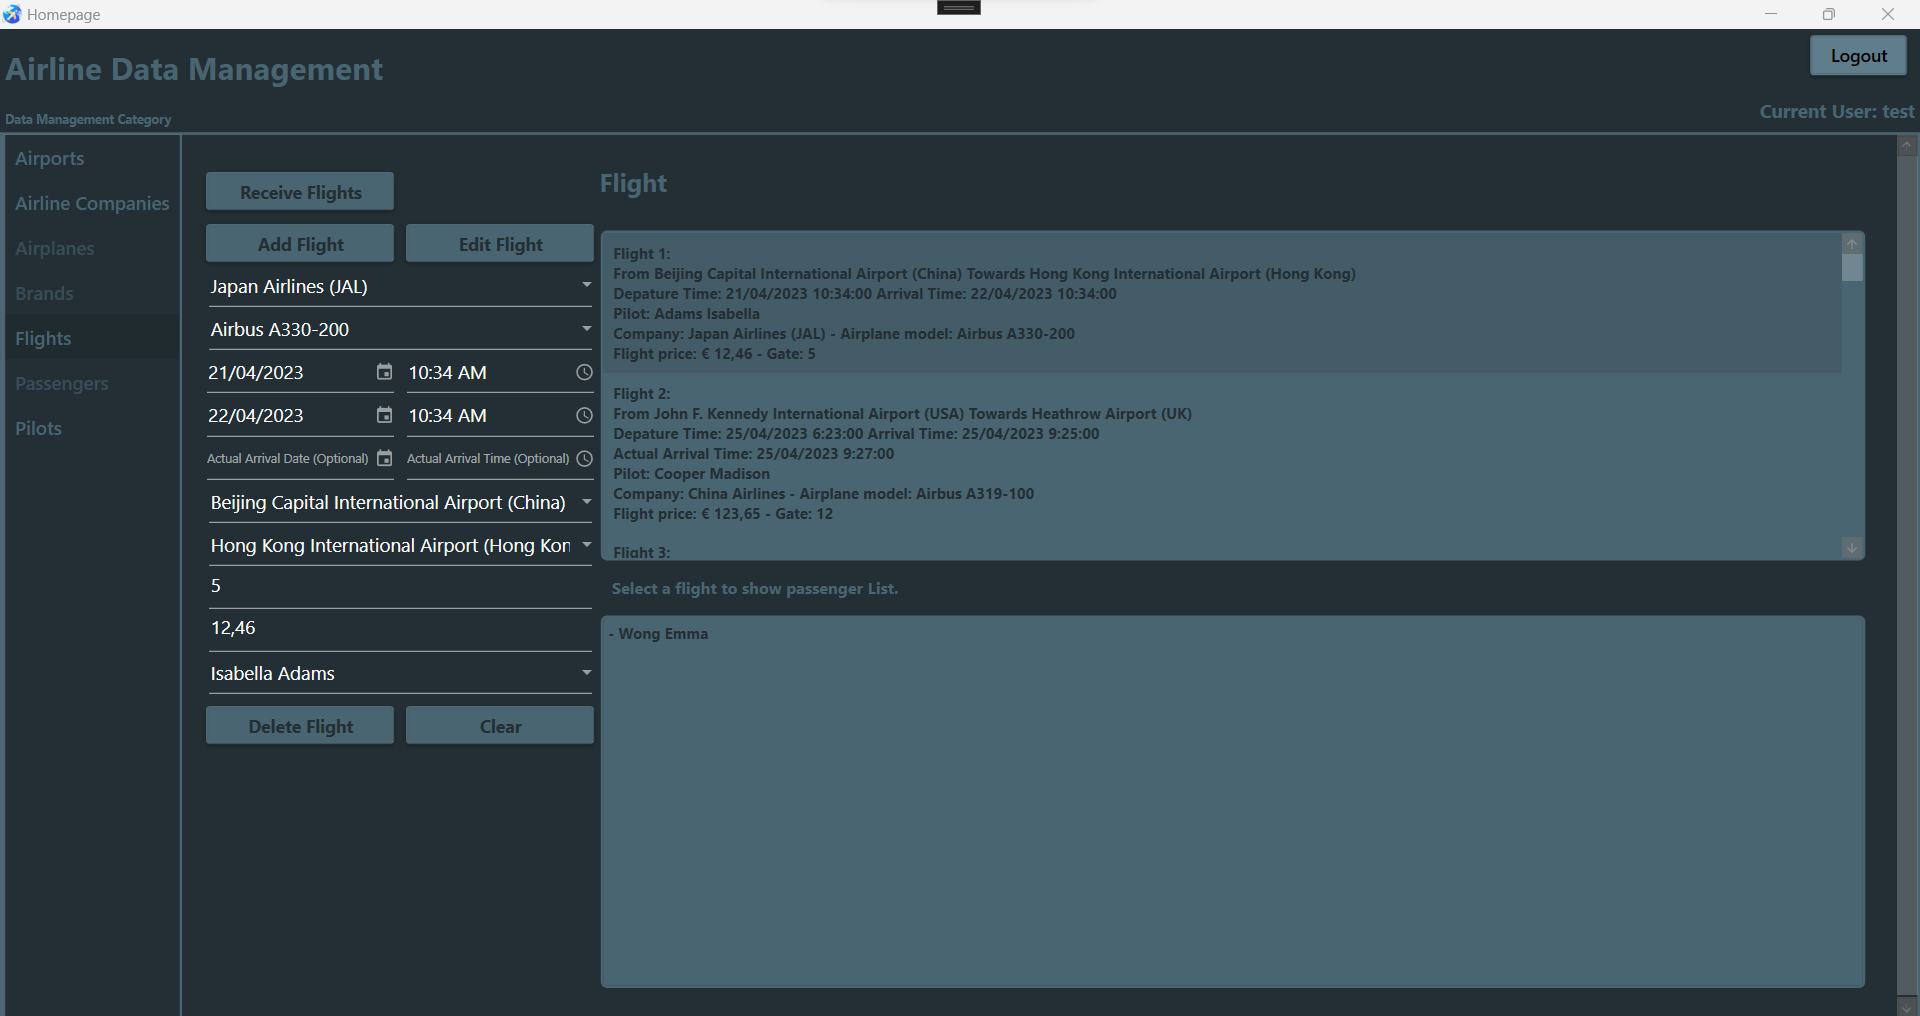 Homepage
Airline Data Management
Logout
Data Management Category
Current User: test
Airports
Airline Companies
Airplanes
Brands
Flights
Passengers
Pilots
Receive Flights
Add Flight
Edit Flight
Japan Airlines (JAL)
Airbus A330-200
21/04/2023
10:34 AM
22/04/2023
10:34 AM
Actual Arrival Date (Optional)
Actual Arrival Time (Optional)
Beijing Capital International Airport (China)
Hong Kong International Airport (Hong Kon
5
12,46
Isabella Adams
Delete Flight
Clear
Flight
Flight 1:
From Beijing Capital International Airport (China) Towards Hong Kong International Airport (Hong Kong)
Depature Time: 21/04/2023 10:34:00 Arrival Time: 22/04/2023 10:34:00
Pilot: Adams Isabella
Company: Japan Airlines (JAL) - Airplane model: Airbus A330-200
Flight price: € 12,46 - Gate: 5
Flight 2:
From John F. Kennedy International Airport (USA) Towards Heathrow Airport (UK)
Depature Time: 25/04/2023 6:23:00 Arrival Time: 25/04/2023 9:25:00
Actual Arrival Time: 25/04/2023 9:27:00
Pilot: Cooper Madison
Company: China Airlines - Airplane model: Airbus A319-100
Flight price: € 123,65 - Gate: 12
Flight 3:
Select a flight to show passenger List.
- Wong Emma